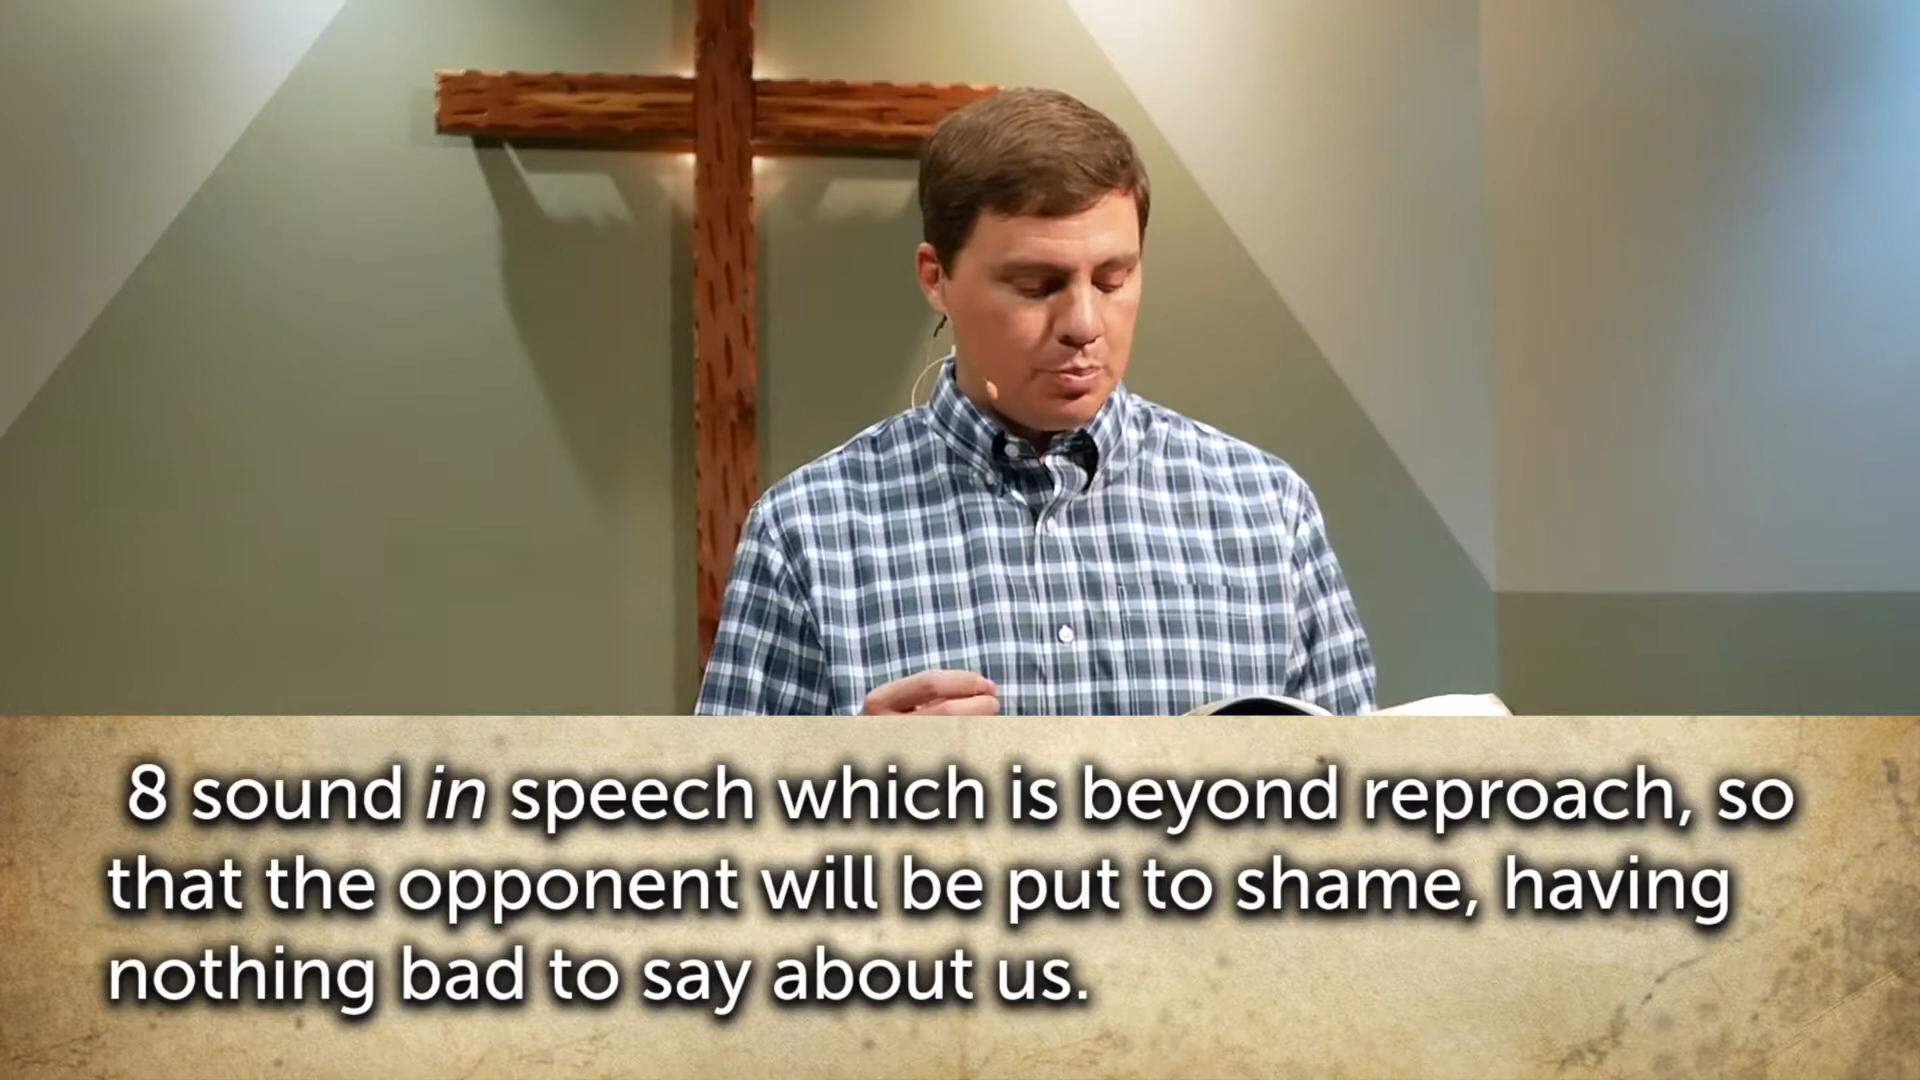 8 sound in speech which is beyond reproach, so
that the opponent will be put to shame, having
nothing bad to say about us.